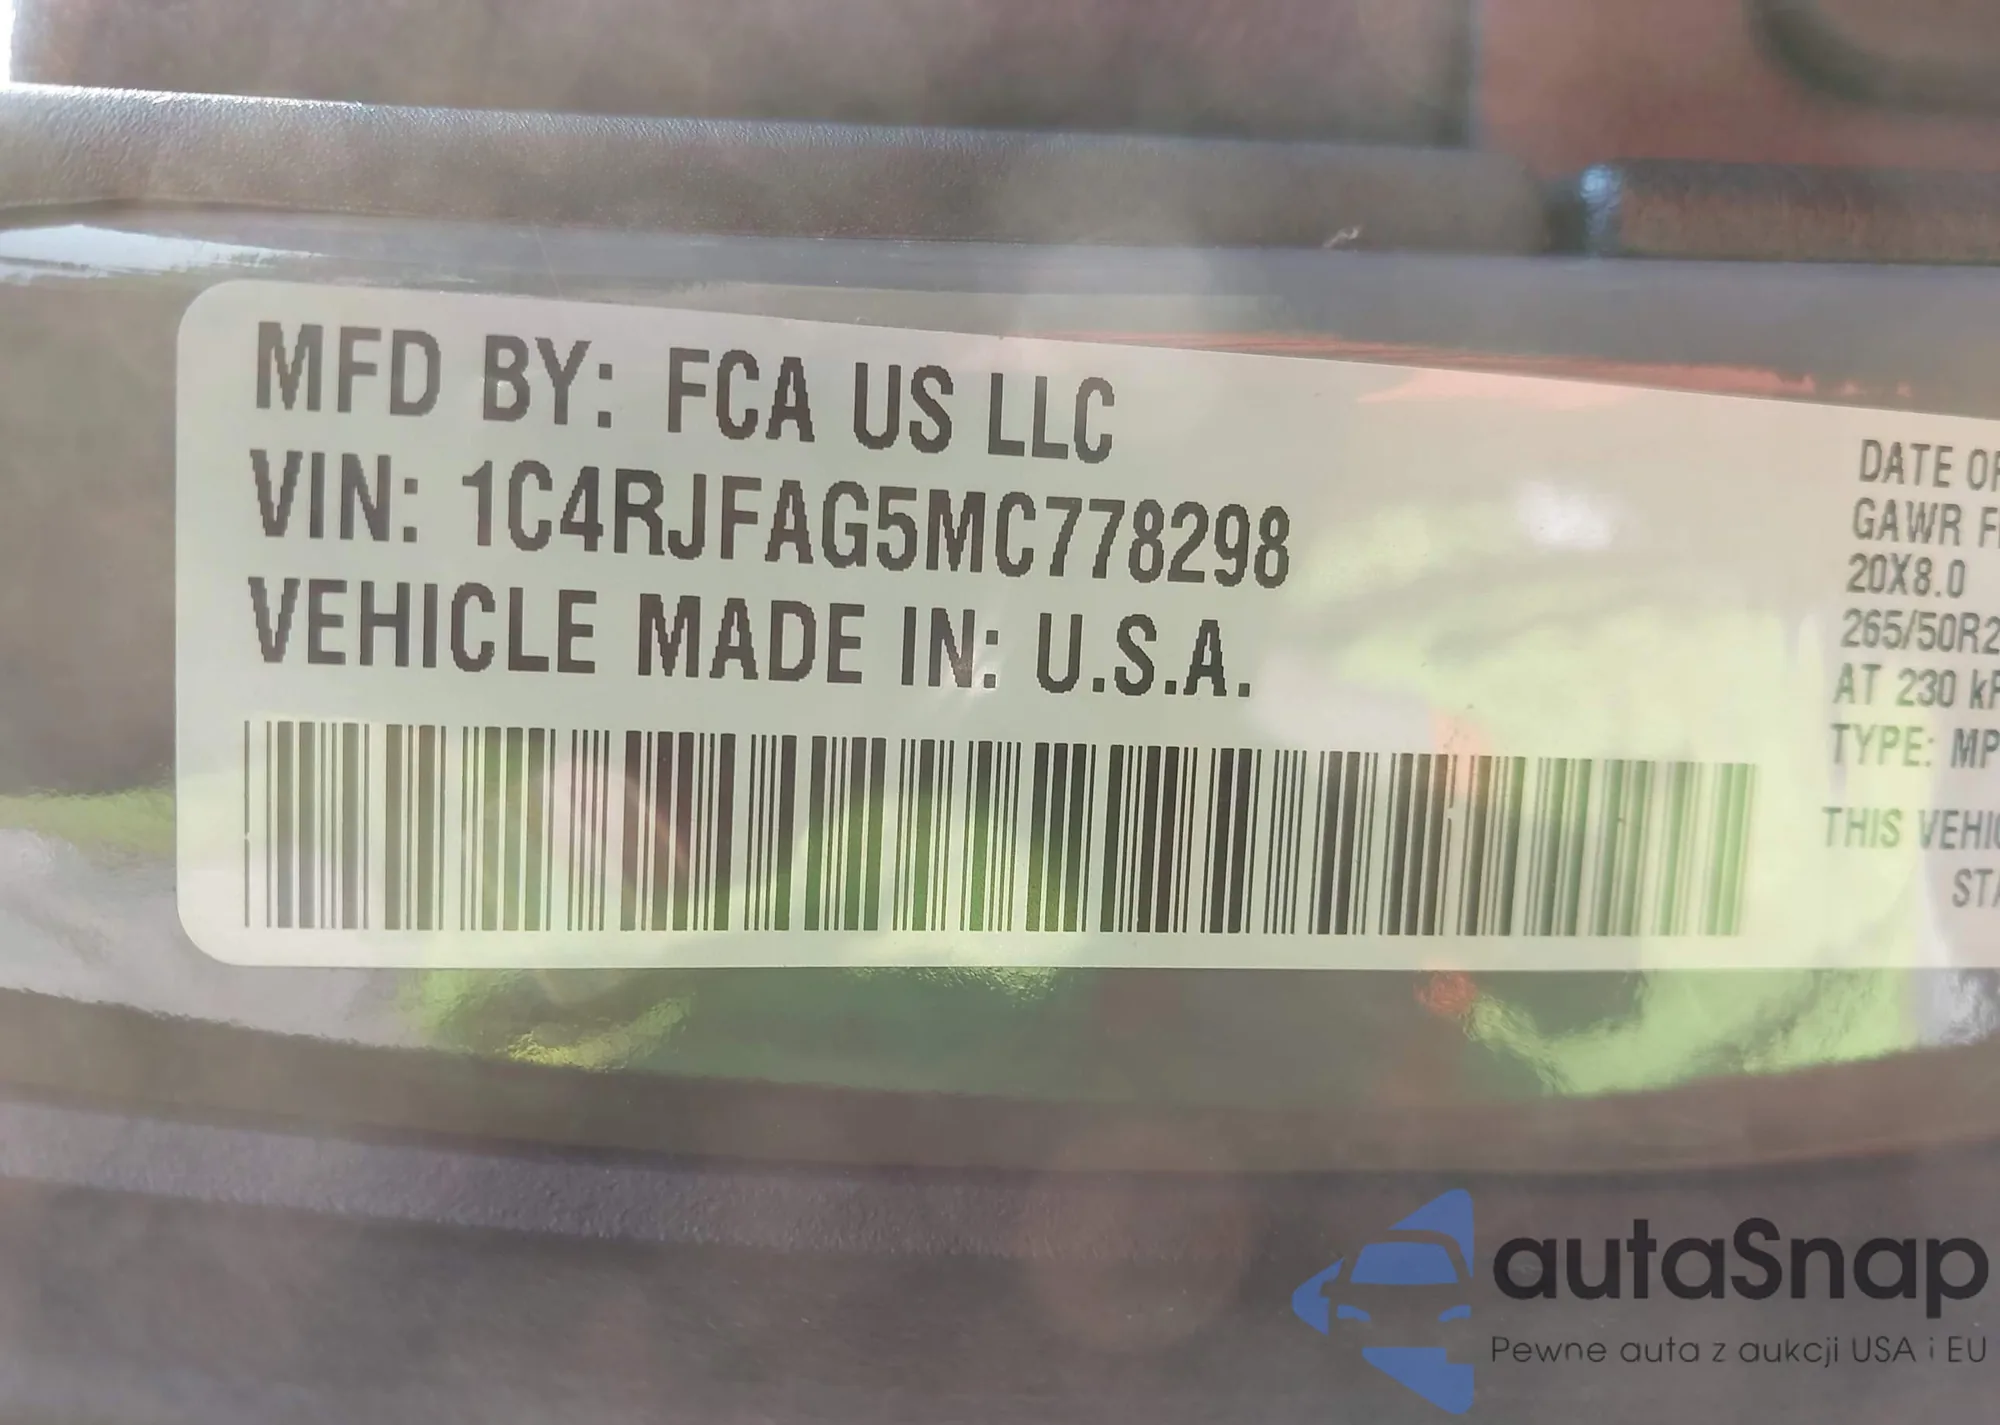 MFD BY: FCA US LLC
VIN: 1C4RJFAG5MC778298
VEHICLE MADE IN: U.S.A.
DATE OF
GAWR F
20X8.0
265/50R2
AT 230 kP
TYPE: MP
THIS VEHIC
STA
autaSnap
Pewne auta z aukcji USA i EU